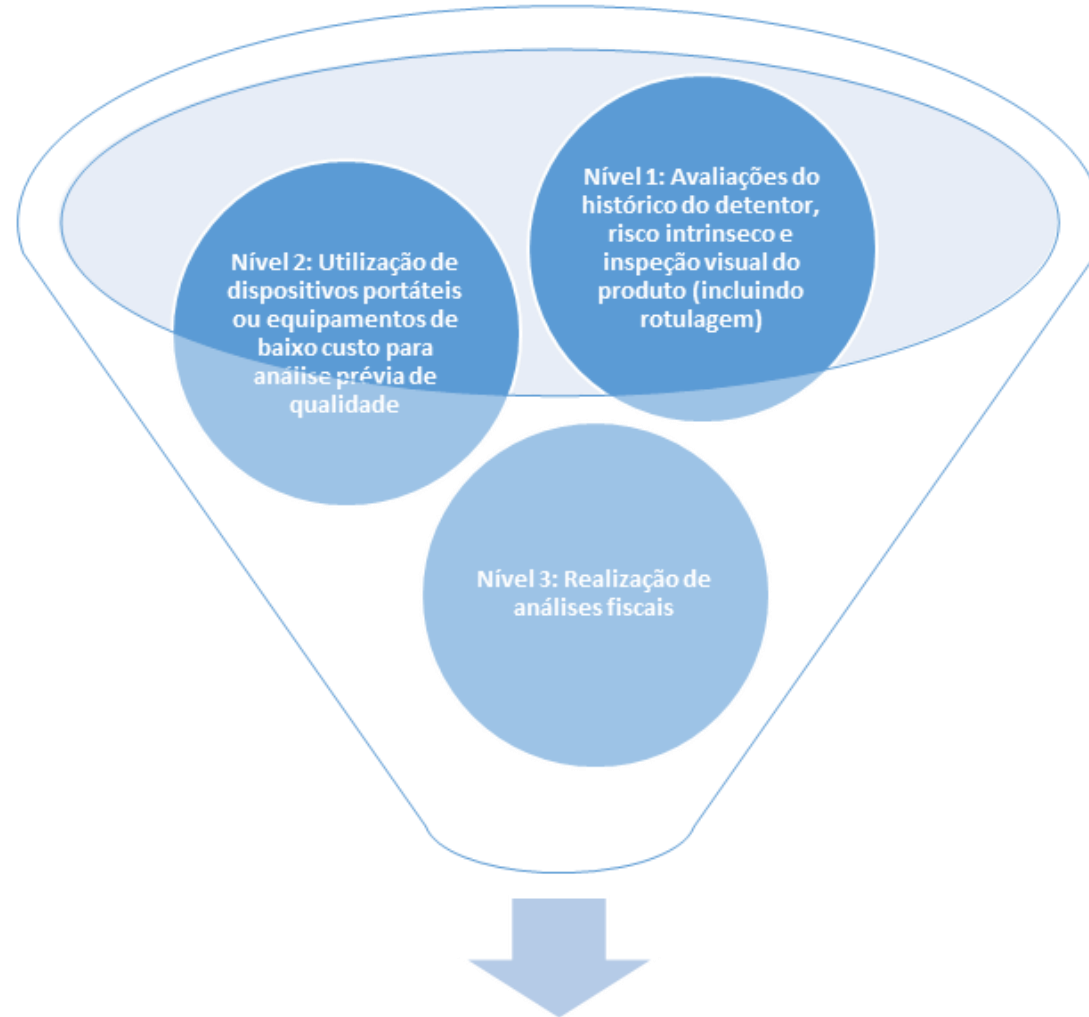 Nível 1: Avaliações do
histórico do detentor,
risco intrinseco e
inspeção visual do
produto (incluindo
rotulagem)
Nível 2: Utilização de
dispositivos portáteis
ou equipamentos de
baixo custo para
análise prévia de
qualidade
Nível 3: Realização de
análises fiscais